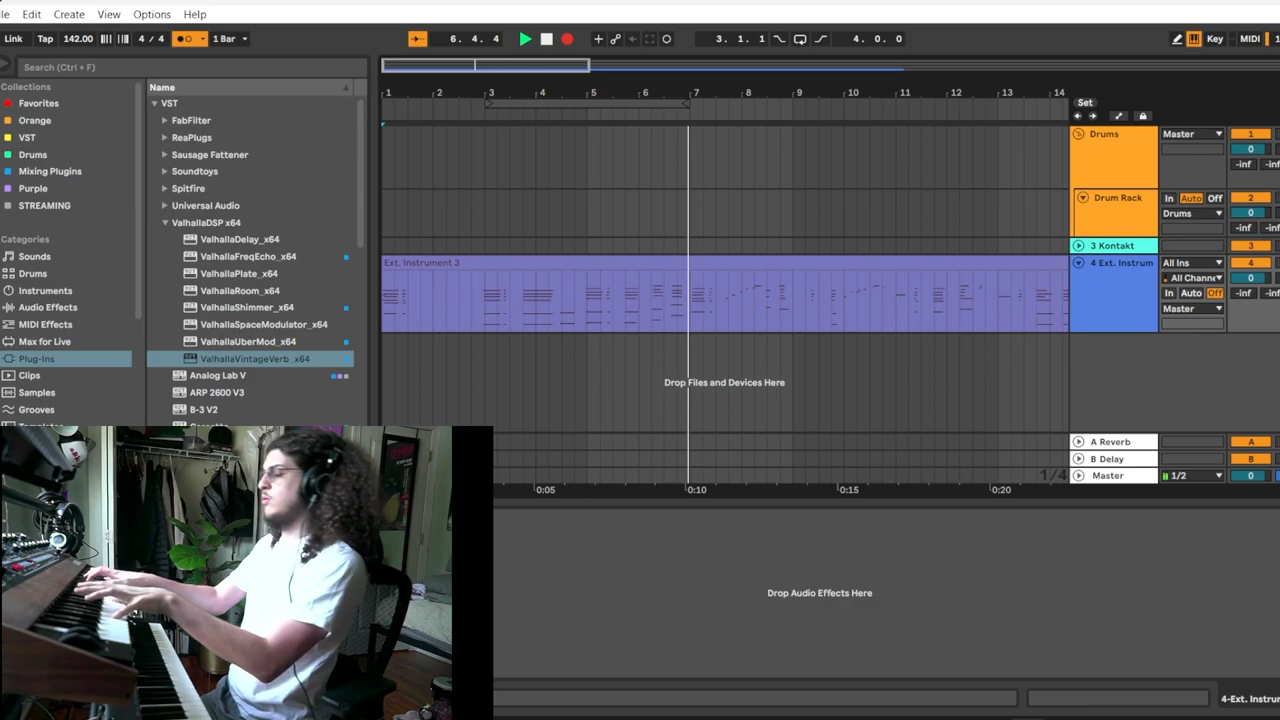 le Edit Create View Options Help
Link Tap 142.00 4 / 4 1 Bar 6. 4. 4 3. 1. 1 4. 0. 0 Key MIDI
Search (Ctrl + F)
Collections
Favorites
Orange
VST
Drums
Mixing Plugins
Purple
STREAMING
Categories
Sounds
Drums
Instruments
Audio Effects
MIDI Effects
Max for Live
Plug-Ins
Clips
Samples
Grooves
Name
VST
FabFilter
ReaPlugs
Sausage Fattener
Soundtoys
Spitfire
Universal Audio
ValhallaDSP x64
ValhallaDelay_x64
ValhallaFreqEcho_x64
ValhallaPlate_x64
ValhallaRoom_x64
ValhallaShimmer_x64
ValhallaSpaceModulator_x64
ValhallaUberMod_x64
ValhallaVintageVerb_x64
Analog Lab V
ARP 2600 V3
B-3 V2
1 2 3 4 5 6 7 8 9 10 11 12 13 14
Set
Drums Master 1
0
-inf -inf
Drum Rack In Auto Off 2
Drums 0
-inf -inf
3 Kontakt 3
Ext. Instrument 3
4 Ext. Instrum All Ins 4
All Channe 0
In Auto Off -inf -inf
Master
Drop Files and Devices Here
A Reverb A
B Delay B
1/4 Master 1/2 0
0:05 0:10 0:15 0:20
Drop Audio Effects Here
4-Ext. Instrur